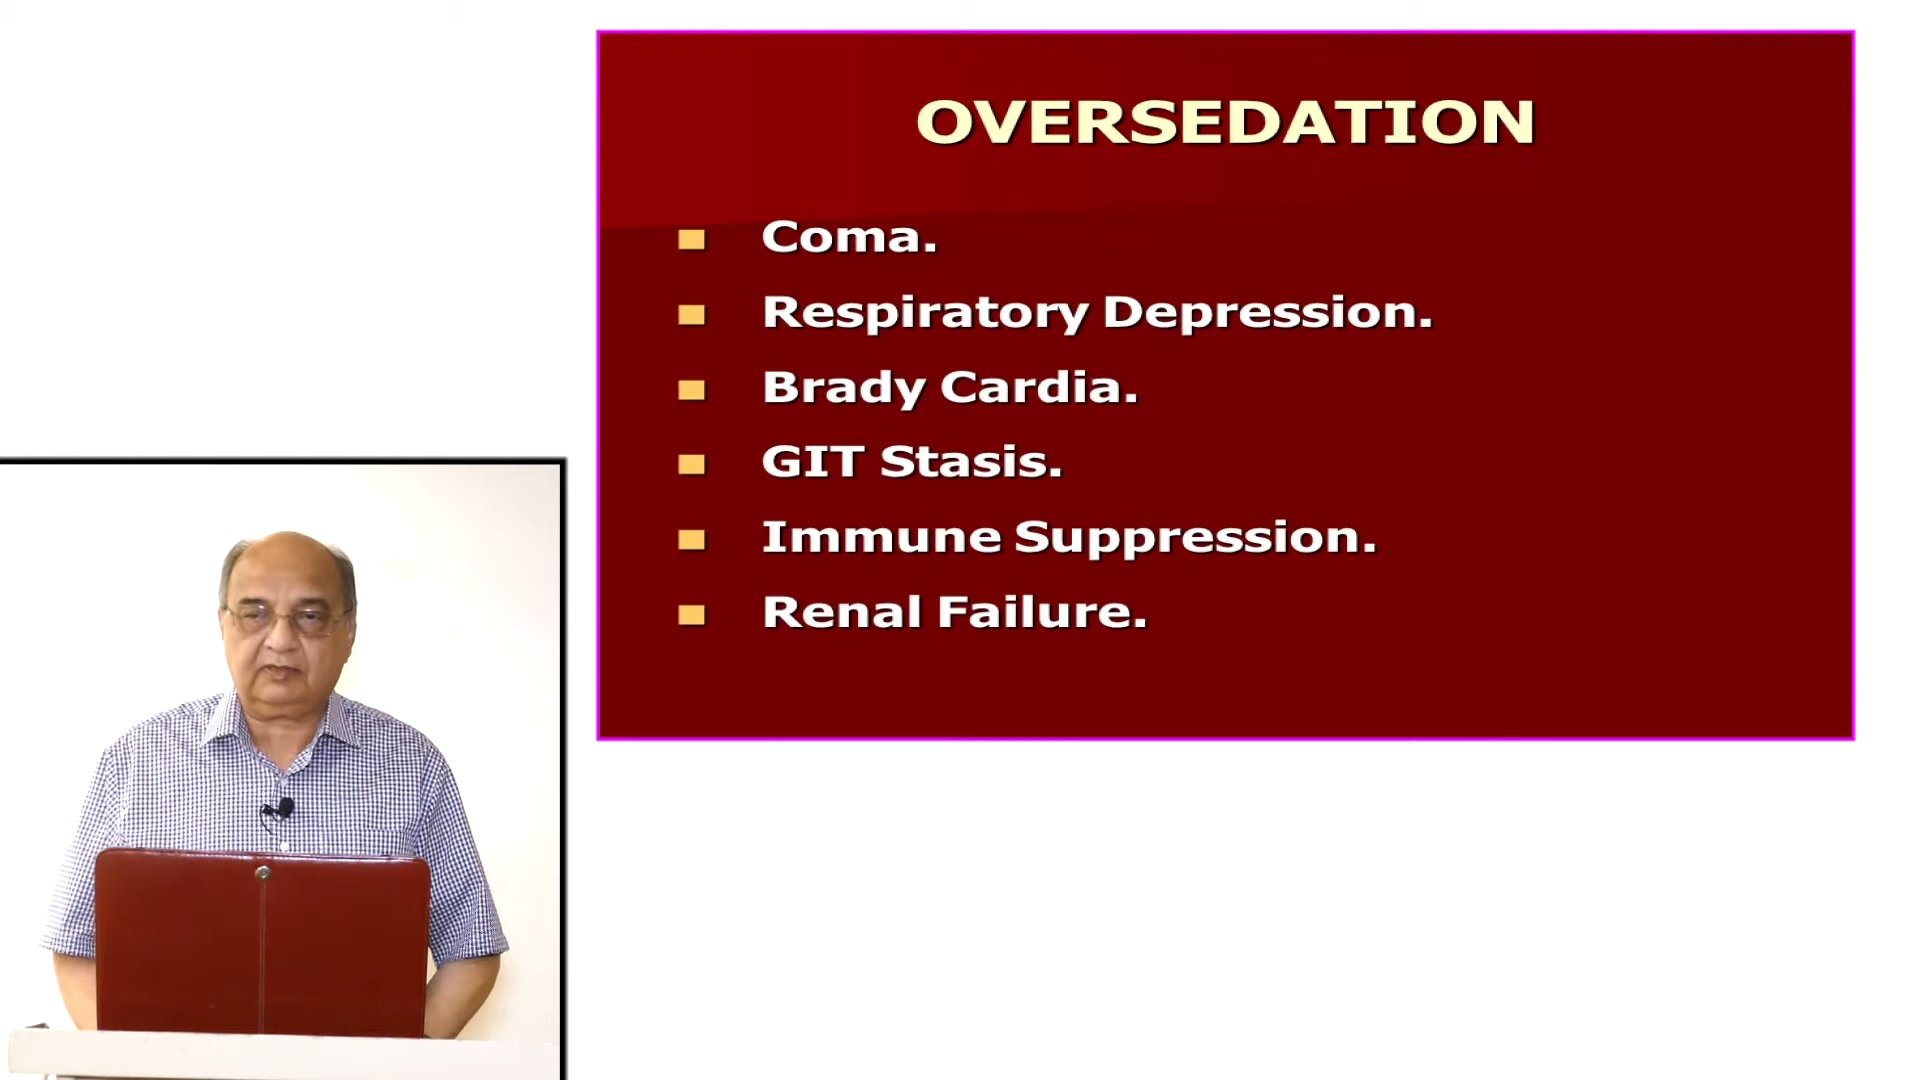 OVERSEDATION
Coma.
Respiratory Depression.
Brady Cardia.
GIT Stasis.
Immune Suppression.
Renal Failure.